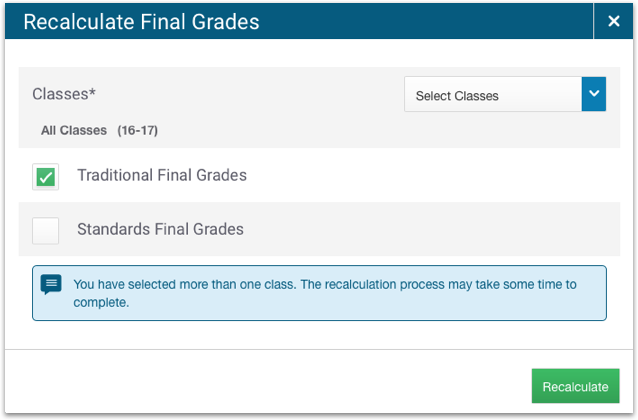 Recalculate Final Grades
Classes*
Select Classes
All Classes (16-17)
Traditional Final Grades
Standards Final Grades
You have selected more than one class. The recalculation process may take some time to
complete.
Recalculate